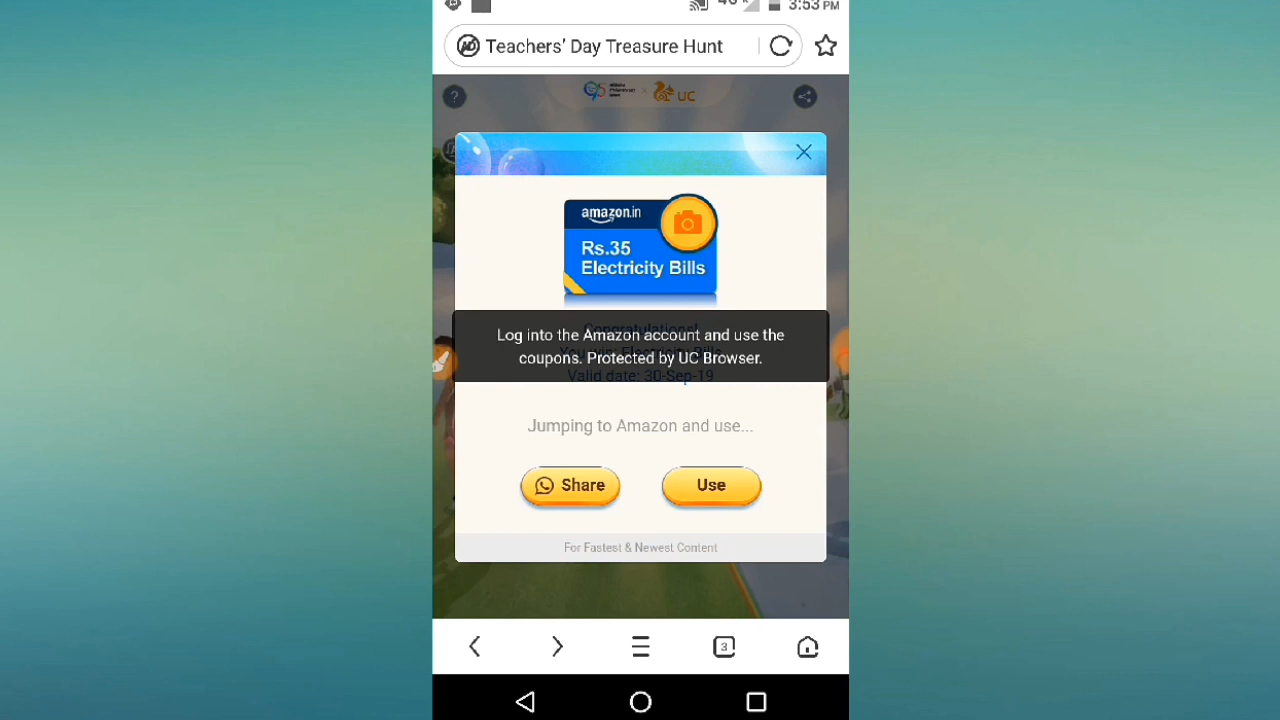 4G
3:53 PM
Teachers’ Day Treasure Hunt
?
UC
amazon.in
Rs.35
Electricity Bills
Congratulations!
Log into the Amazon account and use the
coupons. Protected by UC Browser.
Valid date: 30-Sep-19
Jumping to Amazon and use...
Share
Use
For Fastest & Newest Content
3